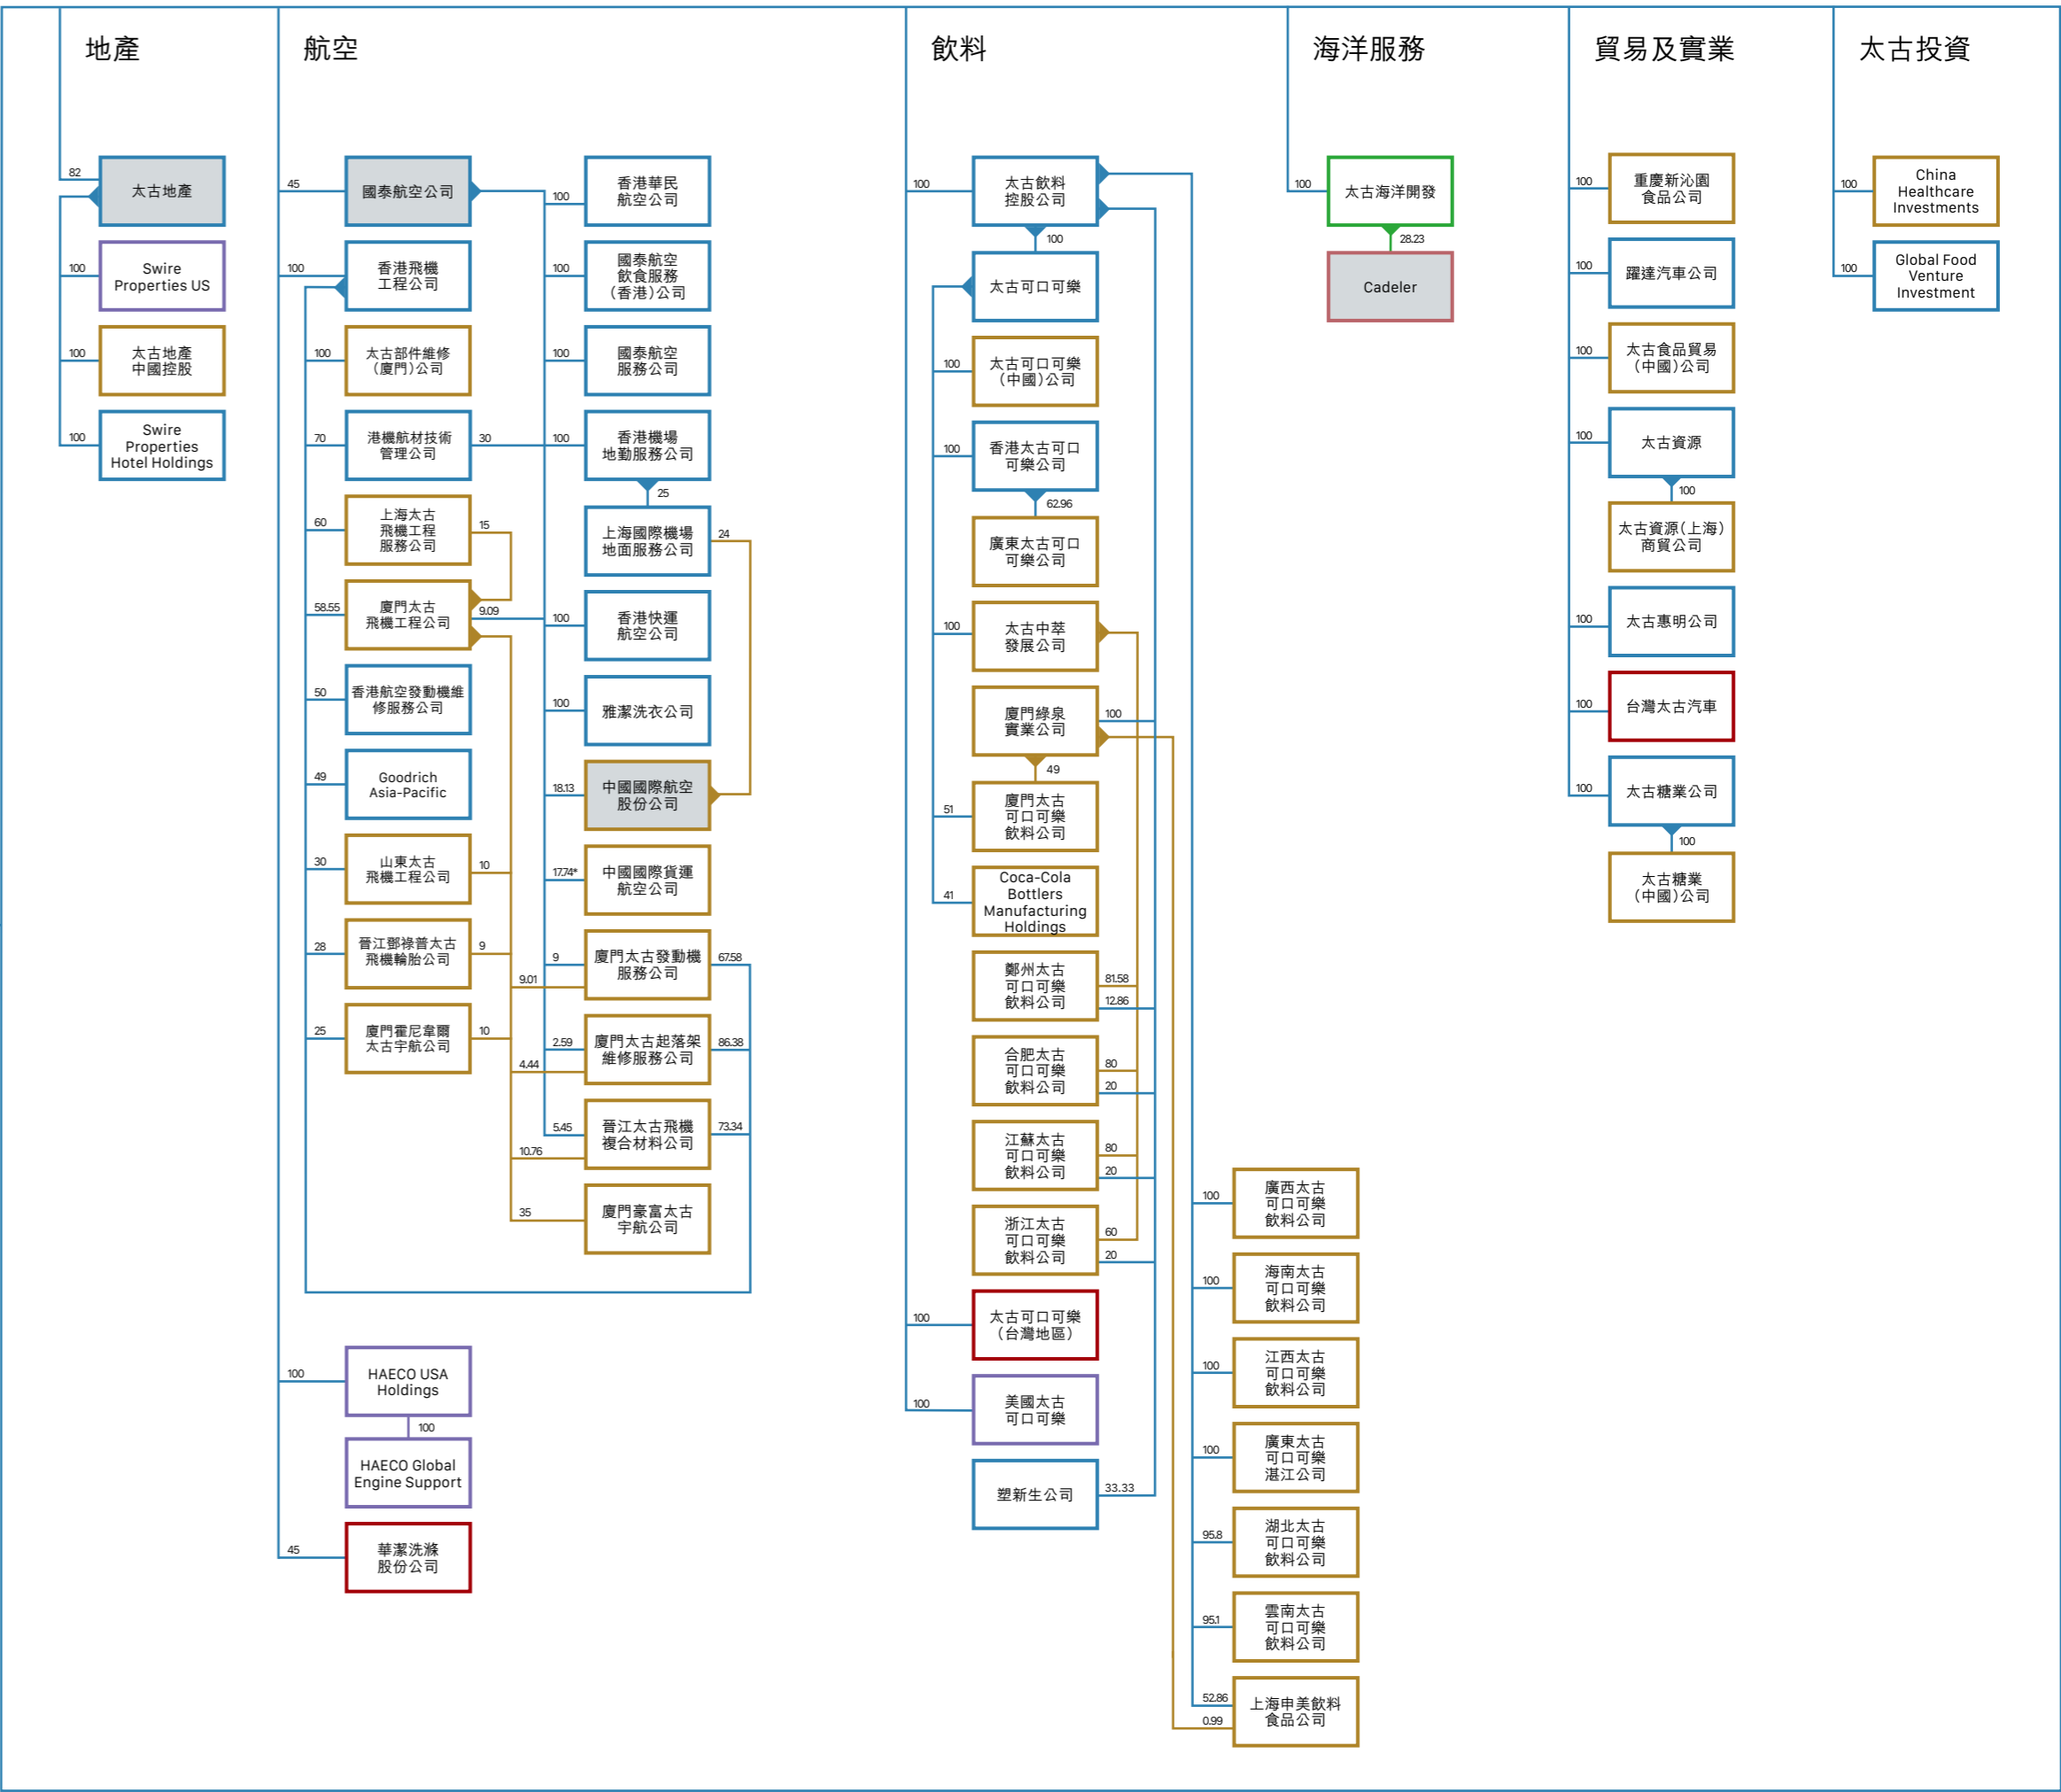 地產
航空
飲料
海洋服務
貿易及實業
太古投資
82
太古地產
100
Swire
Properties US
100
太古地產
中國控股
100
Swire
Properties
Hotel Holdings
45
國泰航空公司
100
香港飛機
工程公司
100
太古部件維修
（廈門）公司
70
港機航材技術
管理公司
30
60
上海太古
飛機工程
服務公司
15
58.55
廈門太古
飛機工程公司
9.09
50
香港航空發動機維
修服務公司
49
Goodrich
Asia-Pacific
30
山東太古
飛機工程公司
10
28
晉江鄧祿普太古
飛機輪胎公司
9
25
廈門霍尼韋爾
太古宇航公司
10
100
HAECO USA
Holdings
100
HAECO Global
Engine Support
45
華潔洗滌
股份公司
100
香港華民
航空公司
100
國泰航空
飲食服務
（香港）公司
100
國泰航空
服務公司
100
香港機場
地勤服務公司
25
上海國際機場
地面服務公司
24
100
香港快運
航空公司
100
雅潔洗衣公司
18.13
中國國際航空
股份公司
17.74*
中國國際貨運
航空公司
9
廈門太古發動機
服務公司
67.58
9.01
2.59
廈門太古起落架
維修服務公司
86.38
4.44
5.45
晉江太古飛機
複合材料公司
73.34
10.76
35
廈門豪富太古
宇航公司
100
太古飲料
控股公司
100
太古可口可樂
100
太古可口可樂
（中國）公司
100
香港太古可口
可樂公司
62.96
廣東太古可口
可樂公司
100
太古中萃
發展公司
廈門綠泉
實業公司
100
49
51
廈門太古
可口可樂
飲料公司
41
Coca-Cola
Bottlers
Manufacturing
Holdings
鄭州太古
可口可樂
飲料公司
81.58
12.86
合肥太古
可口可樂
飲料公司
80
20
江蘇太古
可口可樂
飲料公司
80
20
浙江太古
可口可樂
飲料公司
60
20
100
太古可口可樂
（台灣地區）
100
美國太古
可口可樂
塑新生公司
33.33
100
廣西太古
可口可樂
飲料公司
100
海南太古
可口可樂
飲料公司
100
江西太古
可口可樂
飲料公司
100
廣東太古
可口可樂
湛江公司
95.8
湖北太古
可口可樂
飲料公司
95.1
雲南太古
可口可樂
飲料公司
52.86
上海申美飲料
食品公司
0.99
100
太古海洋開發
28.23
Cadeler
100
重慶新沁園
食品公司
100
躍達汽車公司
100
太古食品貿易
（中國）公司
100
太古資源
100
太古資源（上海）
商貿公司
100
太古惠明公司
100
台灣太古汽車
100
太古糖業公司
100
太古糖業
（中國）公司
100
China
Healthcare
Investments
100
Global Food
Venture
Investment